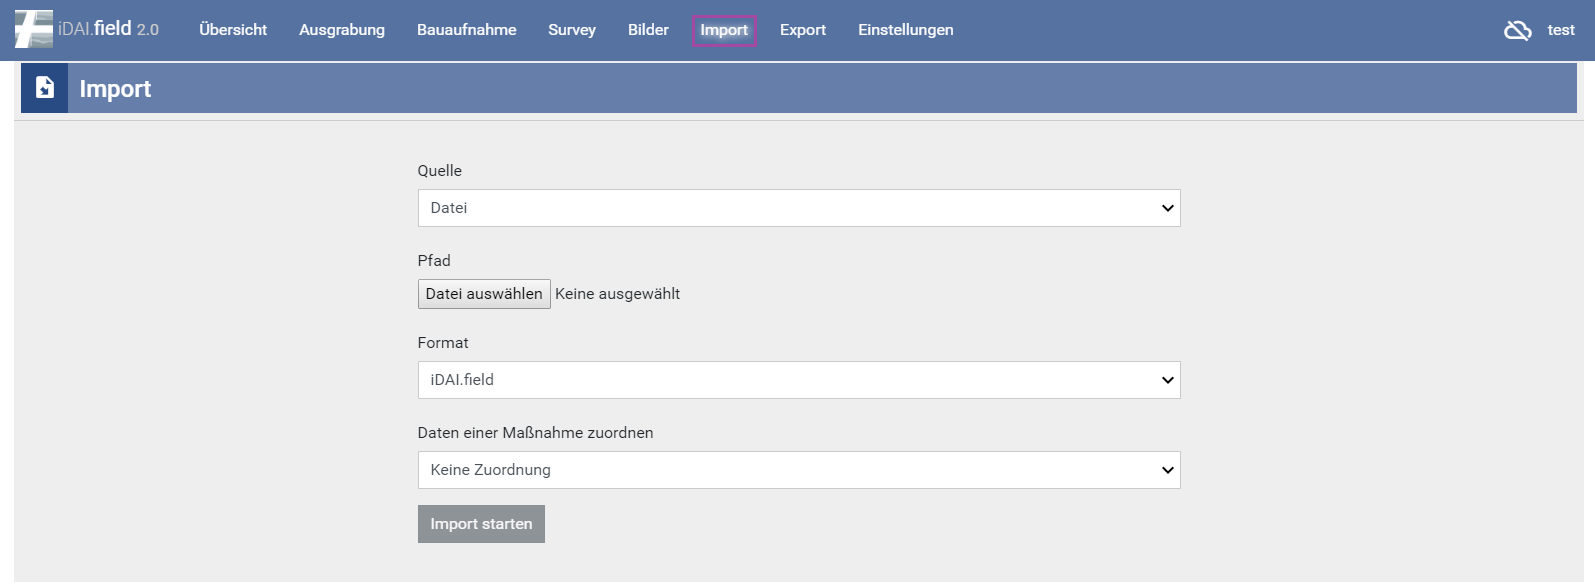 iDAI.field 2.0 Übersicht Ausgrabung Bauaufnahme Survey Bilder Import Export Einstellungen test
Import
Quelle
Datei
Pfad
Datei auswählen Keine ausgewählt
Format
iDAI.field
Daten einer Maßnahme zuordnen
Keine Zuordnung
Import starten